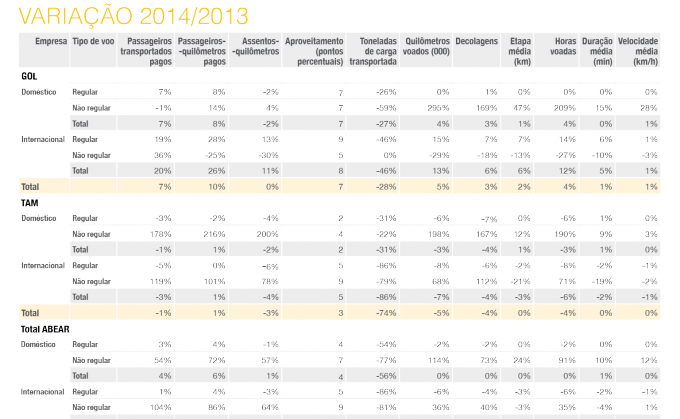 VARIAÇÃO 2014/2013
Empresa Tipo de voo Passageiros transportados pagos Passageiros-quilômetros pagos Assentos-quilômetros Aproveitamento (pontos percentuais) Toneladas de carga transportada Quilômetros voados (000) Decolagens Etapa média (km) Horas voadas Duração média (min) Velocidade média (km/h)
GOL
Doméstico Regular 7% 8% -2% 7 -26% 0% 1% 0% 0% 0% 0%
Não regular -1% 14% 4% 7 -59% 295% 169% 47% 209% 15% 28%
Total 7% 8% -2% 7 -27% 4% 3% 1% 4% 0% 1%
Internacional Regular 19% 28% 13% 9 -46% 15% 7% 7% 14% 6% 1%
Não regular 36% -25% -30% 5 0% -29% -18% -13% -27% -10% -3%
Total 20% 26% 11% 8 -46% 13% 6% 6% 12% 5% 1%
Total 7% 10% 0% 7 -28% 5% 3% 2% 4% 1% 1%
TAM
Doméstico Regular -3% -2% -4% 2 -31% -6% -7% 0% -6% 1% 0%
Não regular 178% 216% 200% 4 -22% 198% 167% 12% 190% 9% 3%
Total -1% 1% -2% 2 -31% -3% -4% 1% -3% 1% 0%
Internacional Regular -5% 0% -6% 5 -86% -8% -6% -2% -8% -2% -1%
Não regular 119% 101% 78% 9 -79% 68% 112% -21% 71% -19% -2%
Total -3% 1% -4% 5 -86% -7% -4% -3% -6% -2% -1%
Total -1% 1% -3% 3 -74% -5% -4% 0% -4% 0% 0%
Total ABEAR
Doméstico Regular 3% 4% -1% 4 -54% -2% -2% 0% -2% 0% 0%
Não regular 54% 72% 57% 7 -77% 114% 73% 24% 91% 10% 12%
Total 4% 6% 1% 4 -56% 0% 0% 0% 0% 1% 0%
Internacional Regular 1% 4% -3% 5 -86% -6% -4% -3% -6% -2% -1%
Não regular 104% 86% 64% 9 -81% 36% 40% -3% 35% -4% 1%